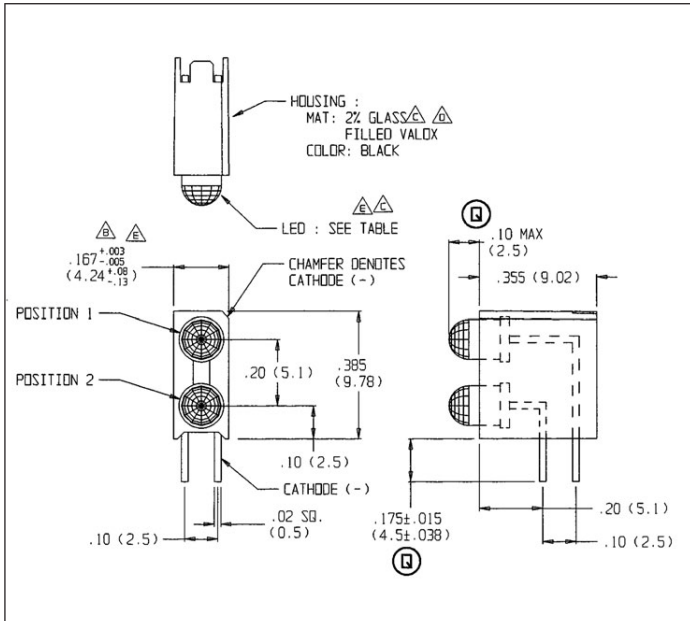 HOUSING :
MAT: 2% GLASS C D
FILLED VALOX
COLOR: BLACK
E C
LED : SEE TABLE
B E
.167 +.003 -.005
(4.24 +.08 -.13)
CHAMFER DENOTES
CATHODE (-)
POSITION 1
POSITION 2
.20 (5.1)
.385
(9.78)
.10 (2.5)
CATHODE (-)
.02 SQ.
(0.5)
.10 (2.5)
Q
.10 MAX
(2.5)
.355 (9.02)
.175±.015
(4.5±.038)
Q
.20 (5.1)
.10 (2.5)